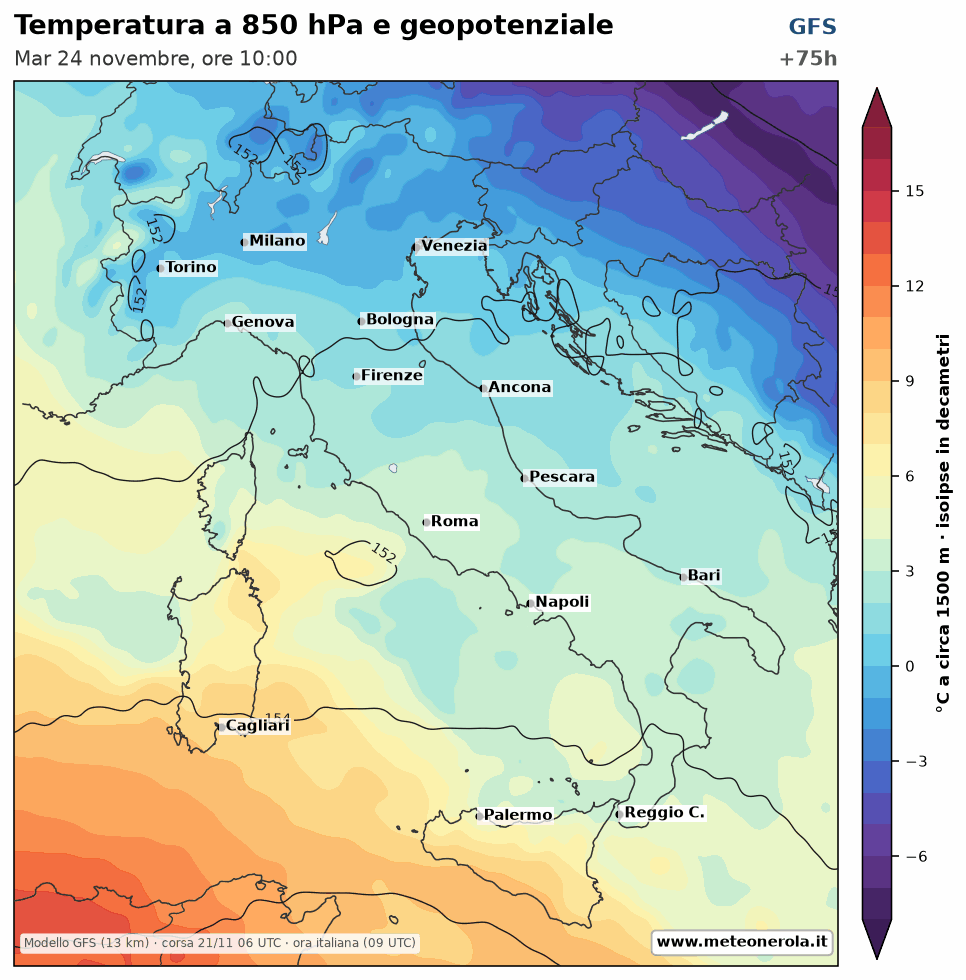 Temperatura a 850 hPa e geopotenziale
GFS
Mar 24 novembre, ore 10:00
+75h
152
152
152
Milano
Venezia
Torino
152
15
Genova
Bologna
Firenze
Ancona
Pescara
Roma
152
Bari
Napoli
154
Cagliari
Palermo
Reggio C.
15
12
9
6
3
0
−3
−6
°C a circa 1500 m · isoipse in decametri
Modello GFS (13 km) · corsa 21/11 06 UTC · ora italiana (09 UTC)
www.meteonerola.it